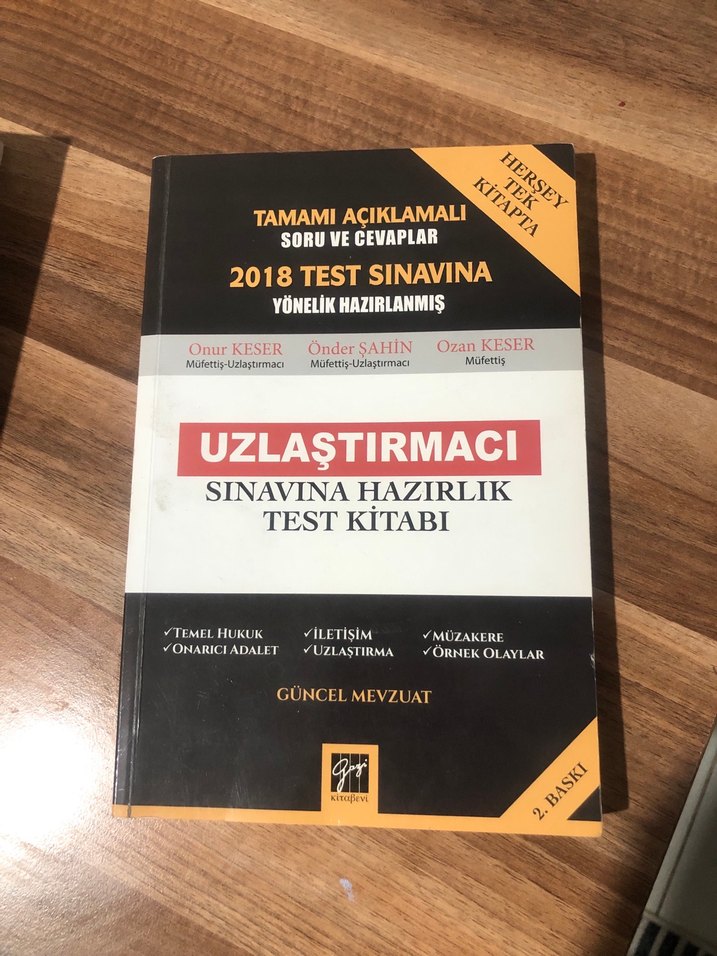 HERŞEY
TEK
KİTAPTA
TAMAMI AÇIKLAMALI
SORU VE CEVAPLAR
2018 TEST SINAVINA
YÖNELİK HAZIRLANMIŞ
Onur KESER Önder ŞAHİN Ozan KESER
Müfettiş-Uzlaştırmacı Müfettiş-Uzlaştırmacı Müfettiş
UZLAŞTIRMACI
SINAVINA HAZIRLIK
TEST KİTABI
✓TEMEL HUKUK ✓İLETİŞİM ✓MÜZAKERE
✓ONARICI ADALET ✓UZLAŞTIRMA ✓ÖRNEK OLAYLAR
GÜNCEL MEVZUAT
gazi
kitabevi
2. BASKI